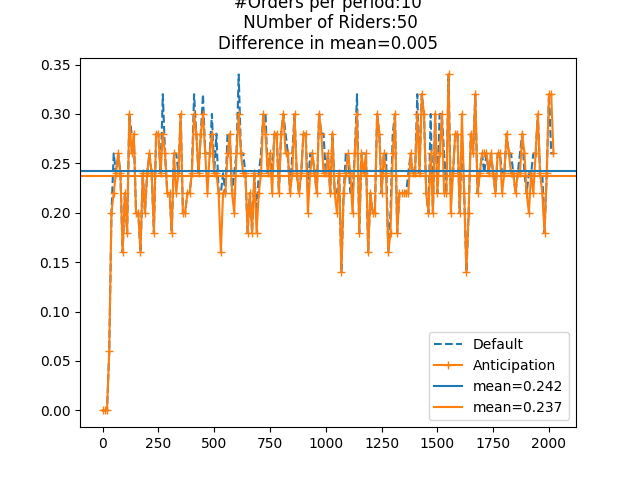 #Orders per period:10
NUmber of Riders:50
Difference in mean=0.005
0.35
0.30
0.25
0.20
0.15
0.10
0.05
0.00
0 250 500 750 1000 1250 1500 1750 2000
Default
Anticipation
mean=0.242
mean=0.237